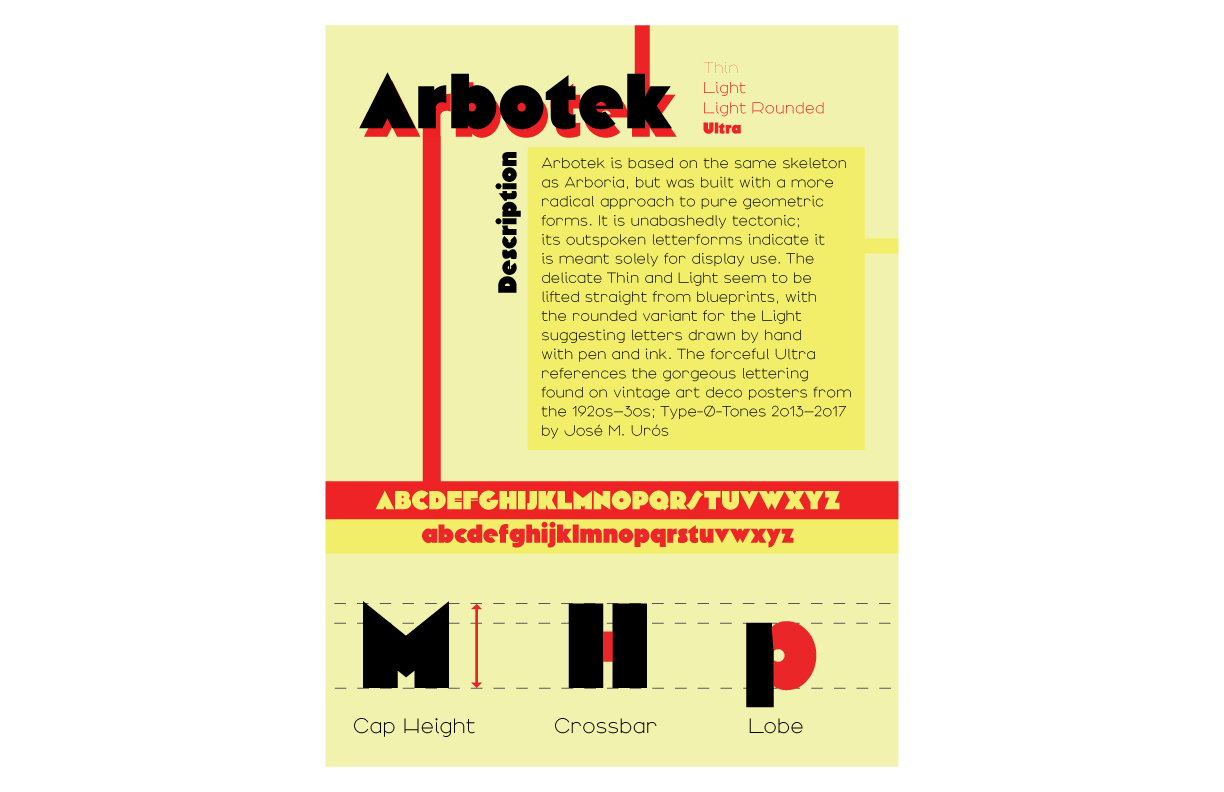 Arbotek
Thin
Light
Light Rounded
Ultra
Description
Arbotek is based on the same skeleton
as Arboria, but was built with a more
radical approach to pure geometric
forms. It is unabashedly tectonic;
its outspoken letterforms indicate it
is meant solely for display use. The
delicate Thin and Light seem to be
lifted straight from blueprints, with
the rounded variant for the Light
suggesting letters drawn by hand
with pen and ink. The forceful Ultra
references the gorgeous lettering
found on vintage art deco posters from
the 1920s—30s; Type-Ø-Tones 2013—2017
by José M. Urós
ABCDEFGHIJKLMNOPQRSTUVWXYZ
abcdefghijklmnopqrstuvwxyz
M H p
Cap Height Crossbar Lobe